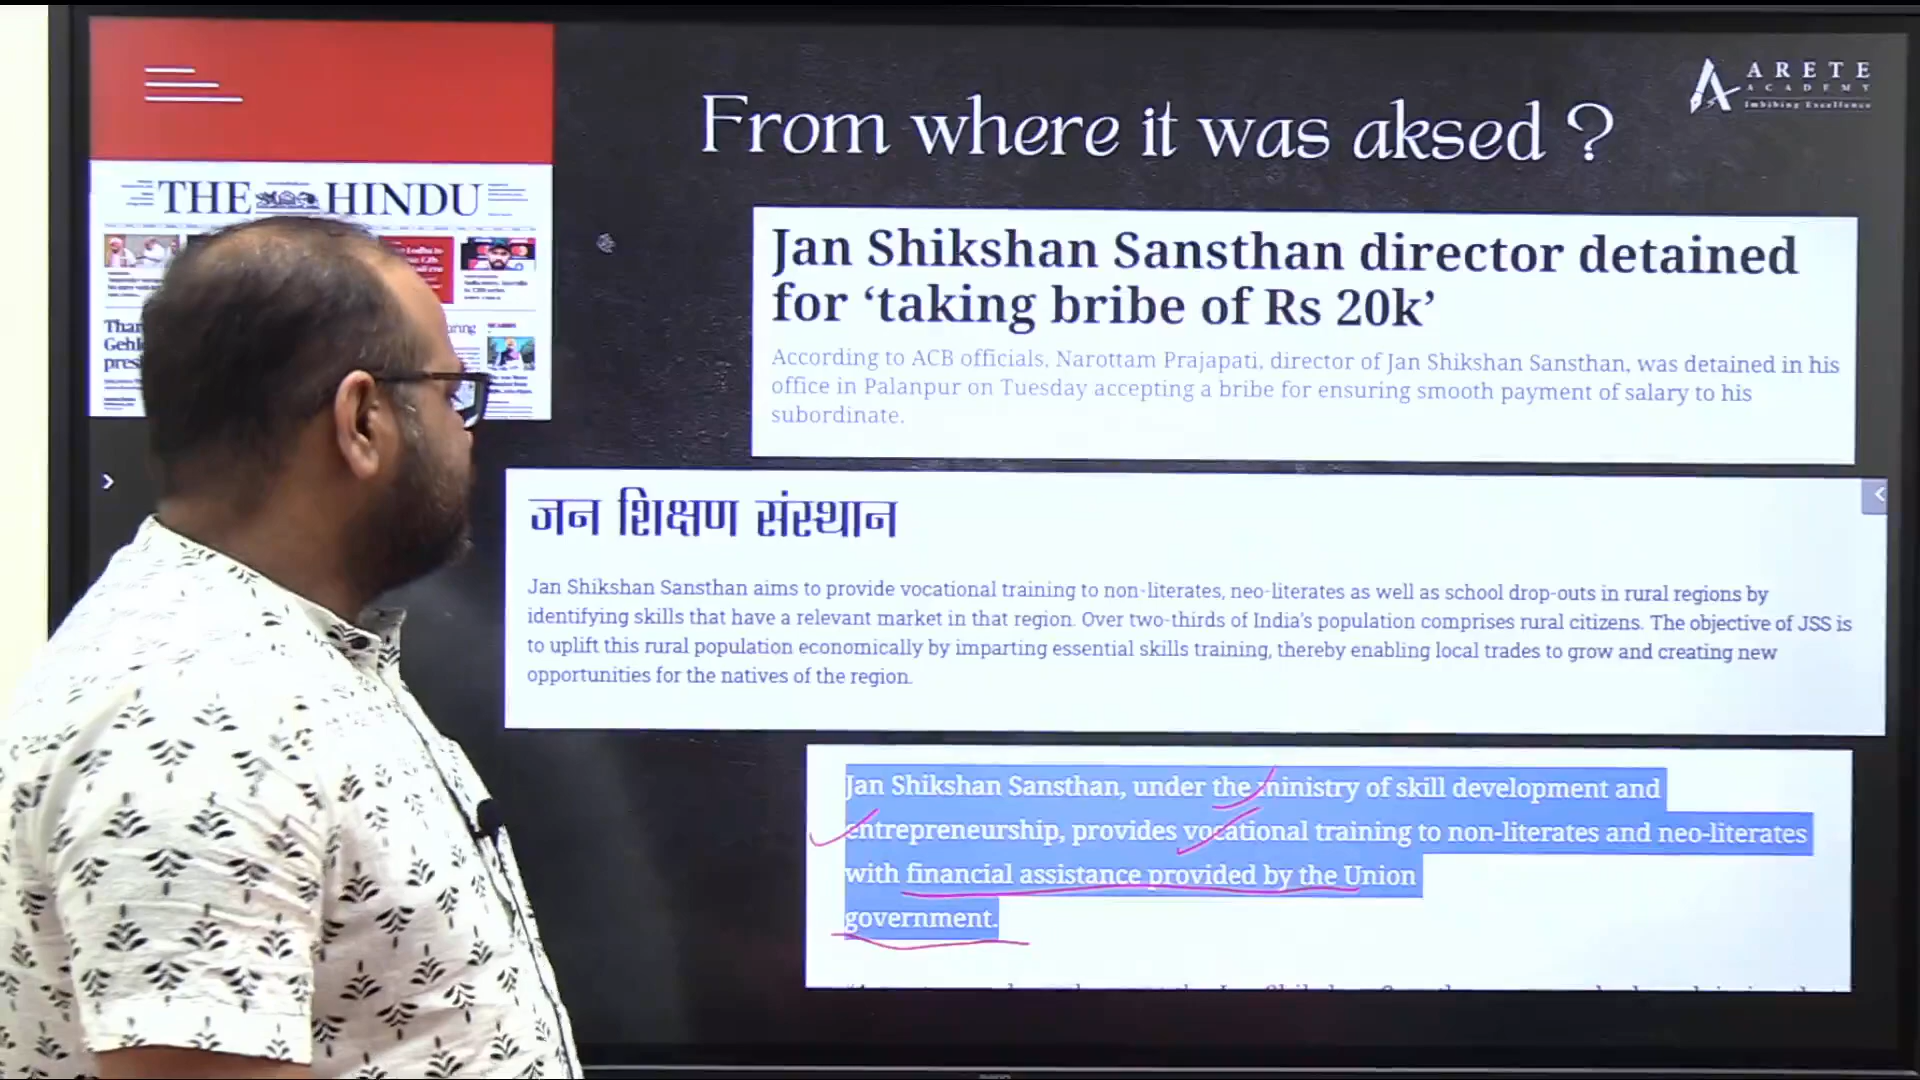 ARETE
ACADEMY
Imbibing Excellence
From where it was aksed ?
THE HINDU
Jan Shikshan Sansthan director detained
for ‘taking bribe of Rs 20k’
According to ACB officials, Narottam Prajapati, director of Jan Shikshan Sansthan, was detained in his
office in Palanpur on Tuesday accepting a bribe for ensuring smooth payment of salary to his
subordinate.
जन शिक्षण संस्थान
Jan Shikshan Sansthan aims to provide vocational training to non-literates, neo-literates as well as school drop-outs in rural regions by
identifying skills that have a relevant market in that region. Over two-thirds of India's population comprises rural citizens. The objective of JSS is
to uplift this rural population economically by imparting essential skills training, thereby enabling local trades to grow and creating new
opportunities for the natives of the region.
Jan Shikshan Sansthan, under the ministry of skill development and
entrepreneurship, provides vocational training to non-literates and neo-literates
with financial assistance provided by the Union
government.